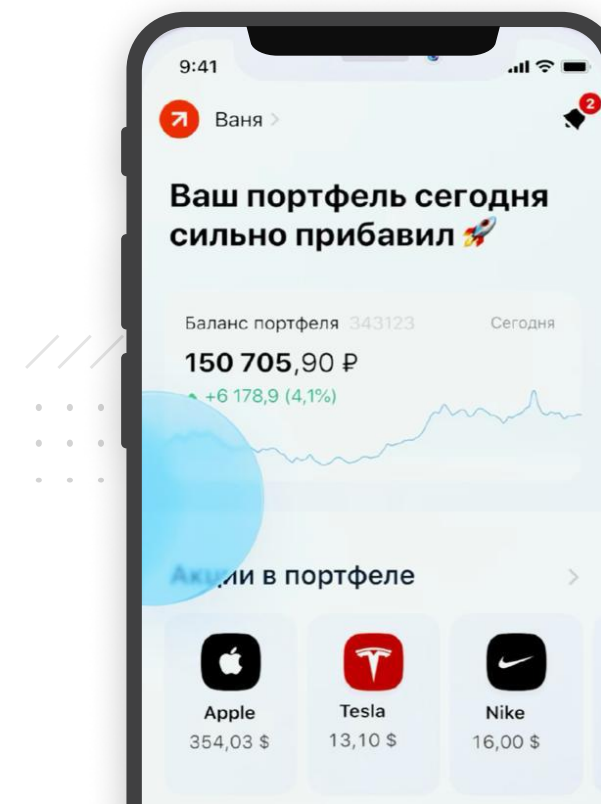 9:41
Ваня
2
Ваш портфель сегодня
сильно прибавил
Баланс портфеля 343123 Сегодня
150 705,90 ₽
+6 178,9 (4,1%)
Акции в портфеле
Apple Tesla Nike
354,03 $ 13,10 $ 16,00 $